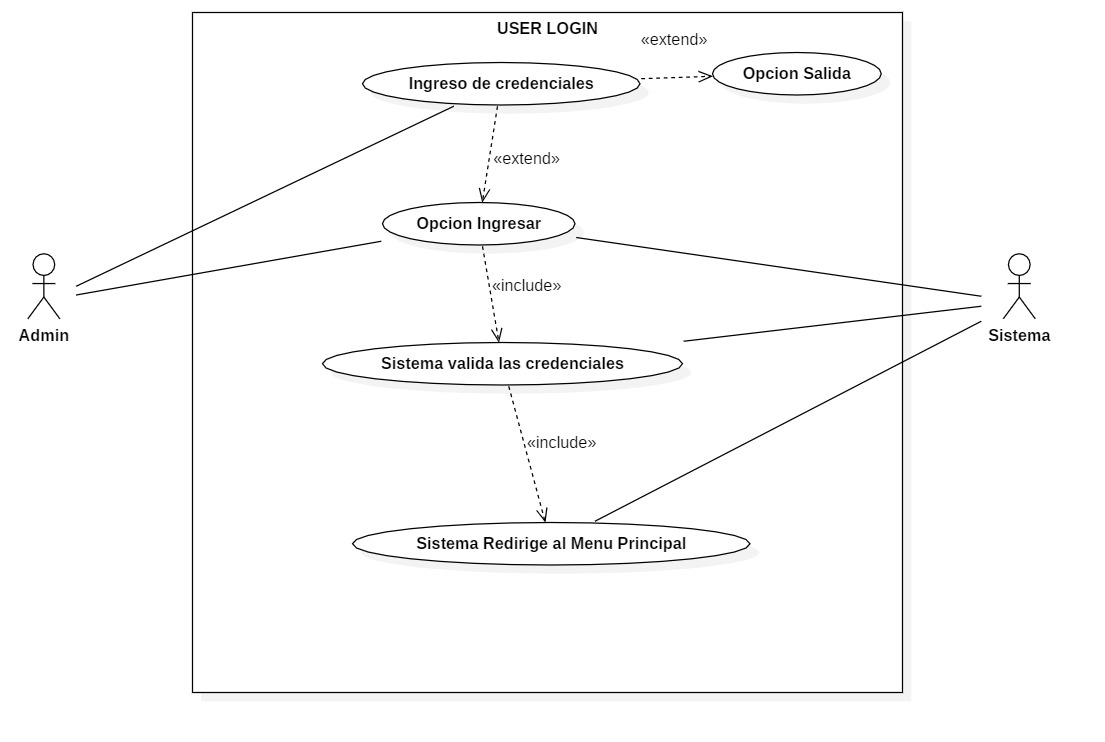 USER LOGIN
«extend»
Ingreso de credenciales
Opcion Salida
«extend»
Opcion Ingresar
«include»
Admin
Sistema
Sistema valida las credenciales
«include»
Sistema Redirige al Menu Principal